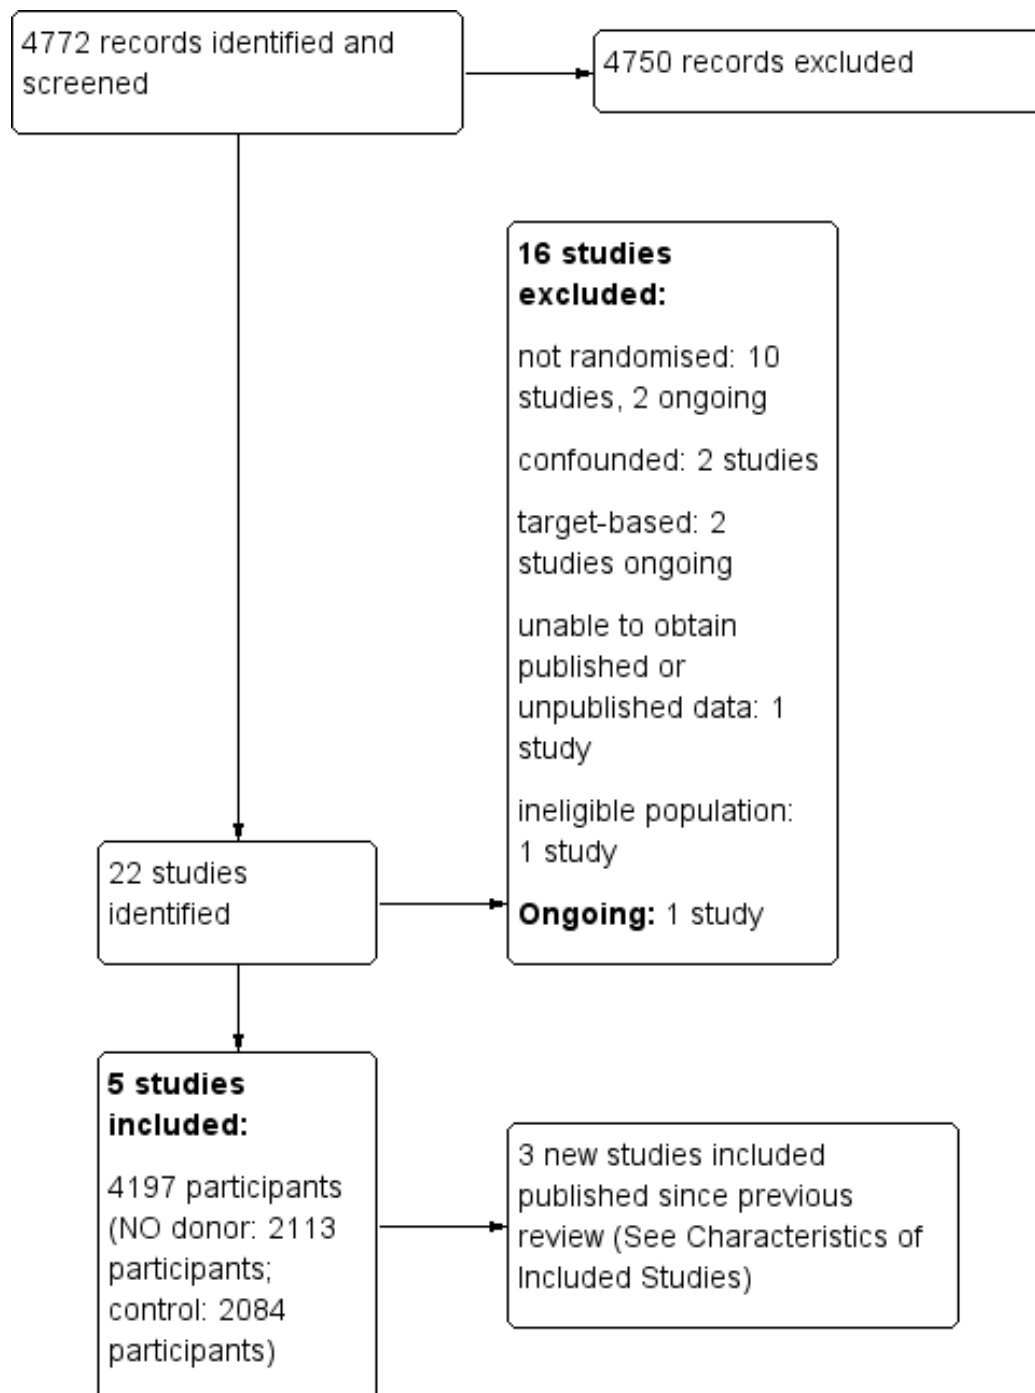 4772 records identified and
screened
4750 records excluded
16 studies
excluded:
not randomised: 10
studies, 2 ongoing
confounded: 2 studies
target-based: 2
studies ongoing
unable to obtain
published or
unpublished data: 1
study
ineligible population:
1 study
Ongoing: 1 study
22 studies
identified
5 studies
included:
4197 participants
(NO donor: 2113
participants;
control: 2084
participants)
3 new studies included
published since previous
review (See Characteristics of
Included Studies)